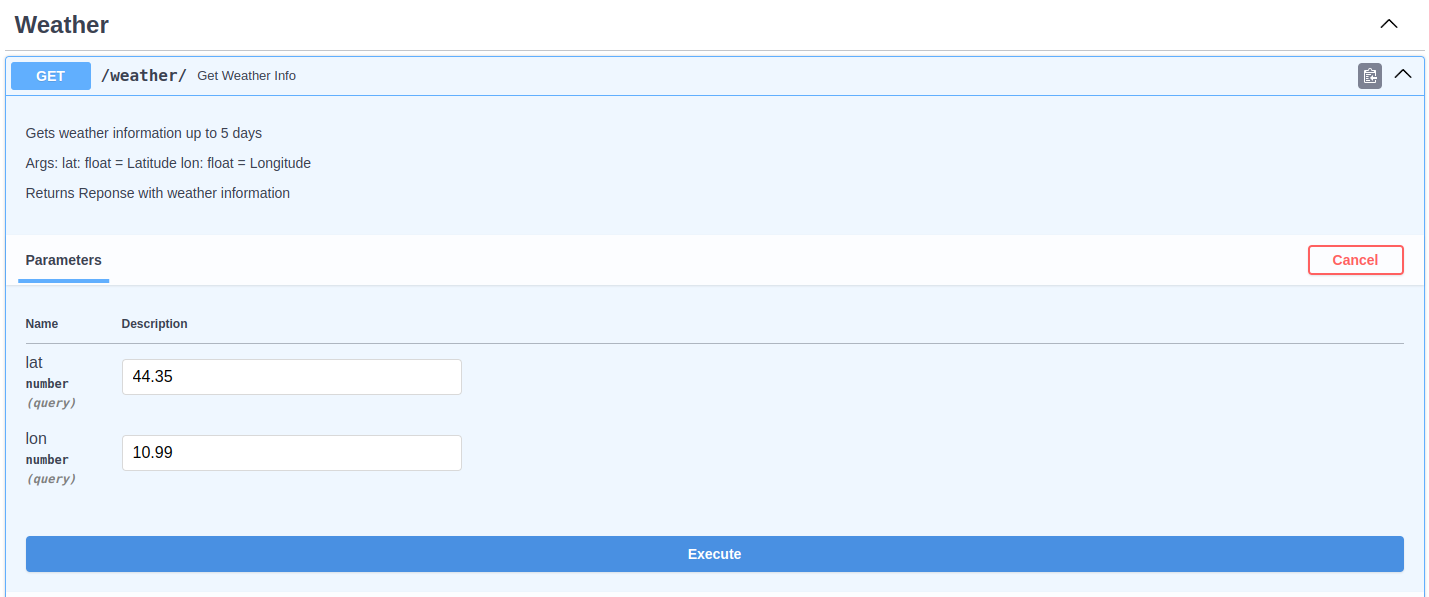 Weather
GET /weather/ Get Weather Info
Gets weather information up to 5 days
Args: lat: float = Latitude lon: float = Longitude
Returns Reponse with weather information
Parameters Cancel
Name Description
lat
number
(query)
44.35
lon
number
(query)
10.99
Execute